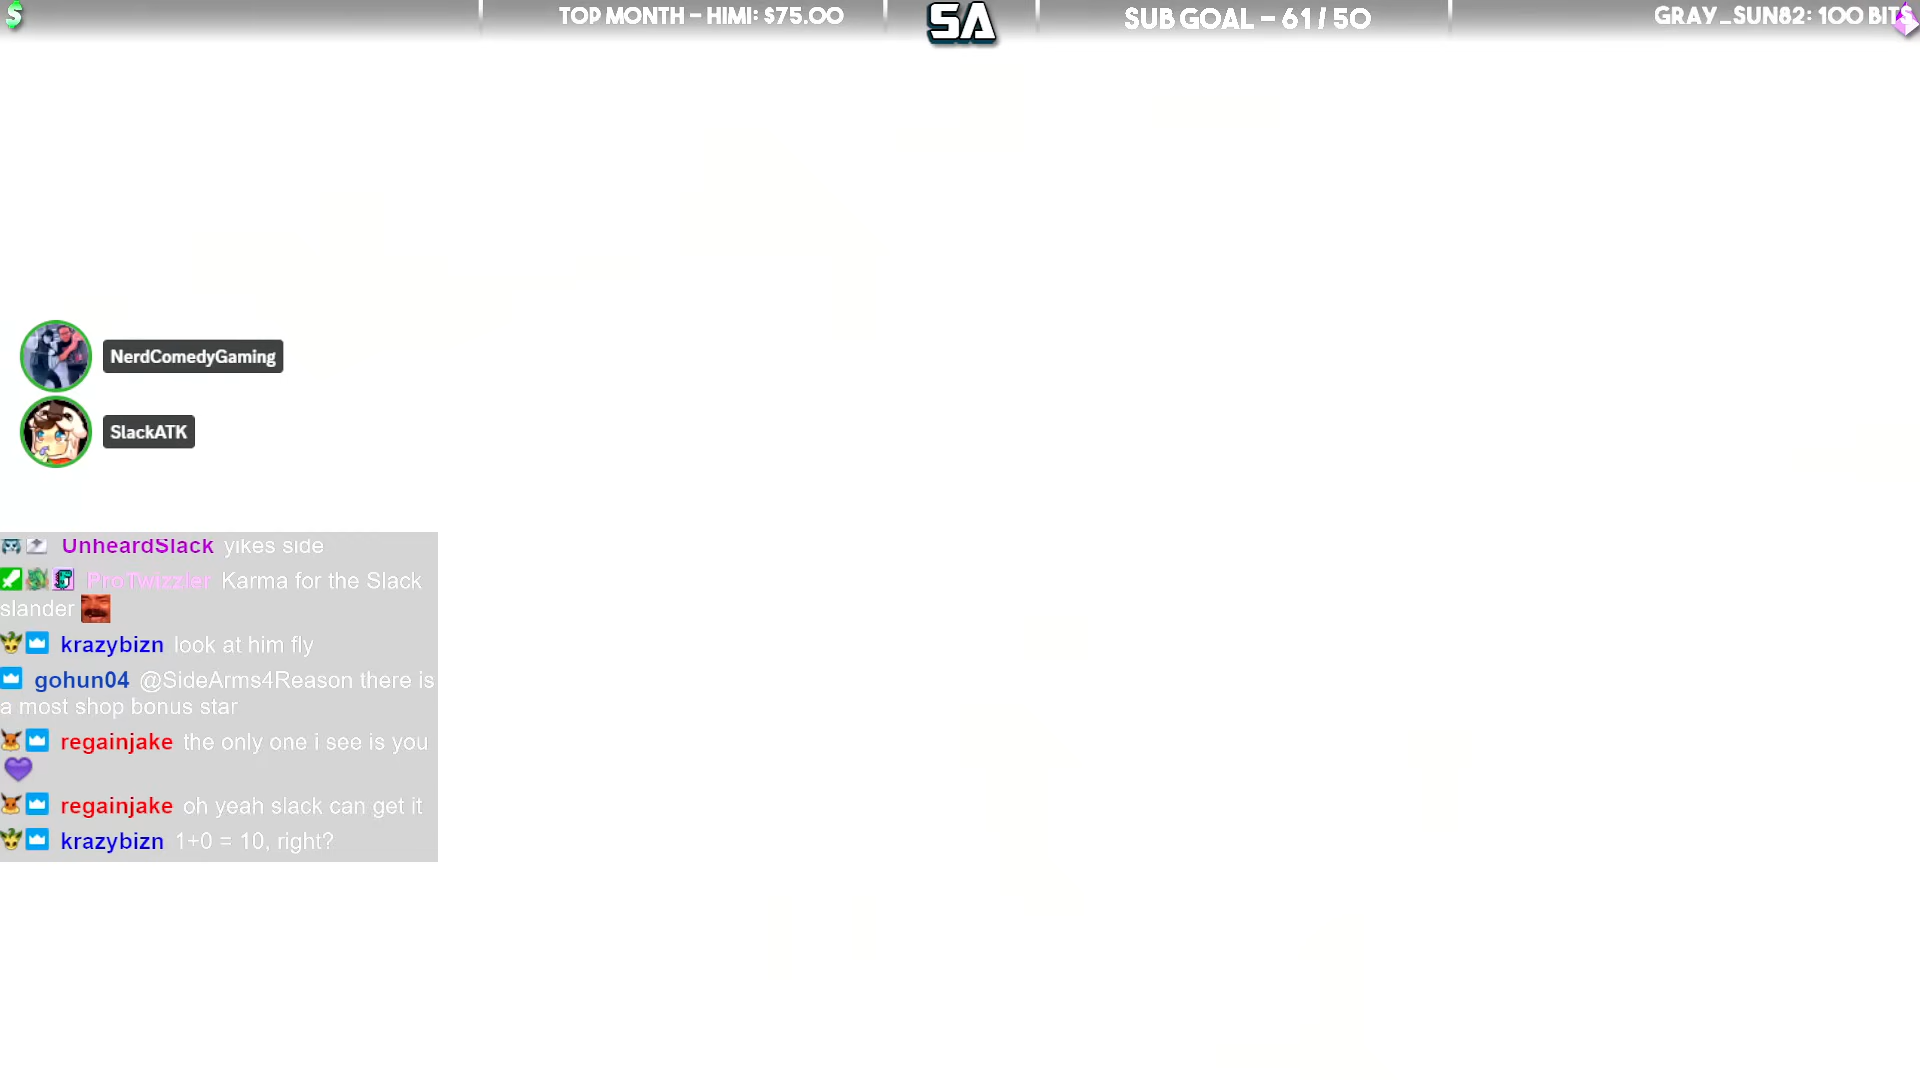 TOP MONTH - HIMI: $75.00
SA
SUB GOAL - 61 / 50
GRAY_SUN82: 100 BITS
NerdComedyGaming
SlackATK
UnheardSlack yikes side
ProTwizzler Karma for the Slack
slander
krazybizn look at him fly
gohun04 @SideArms4Reason there is
a most shop bonus star
regainjake the only one i see is you
regainjake oh yeah slack can get it
krazybizn 1+0 = 10, right?